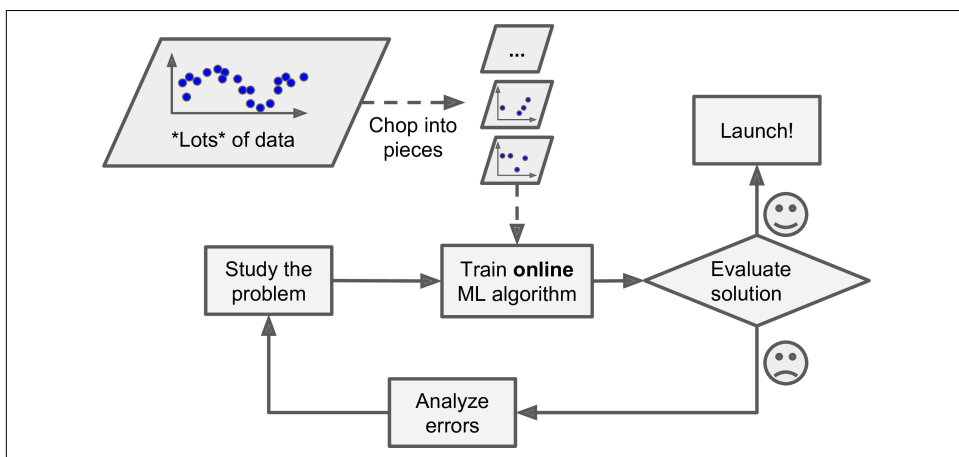 *Lots* of data
Chop into
pieces
...
Launch!
Study the
problem
Train online
ML algorithm
Evaluate
solution
Analyze
errors